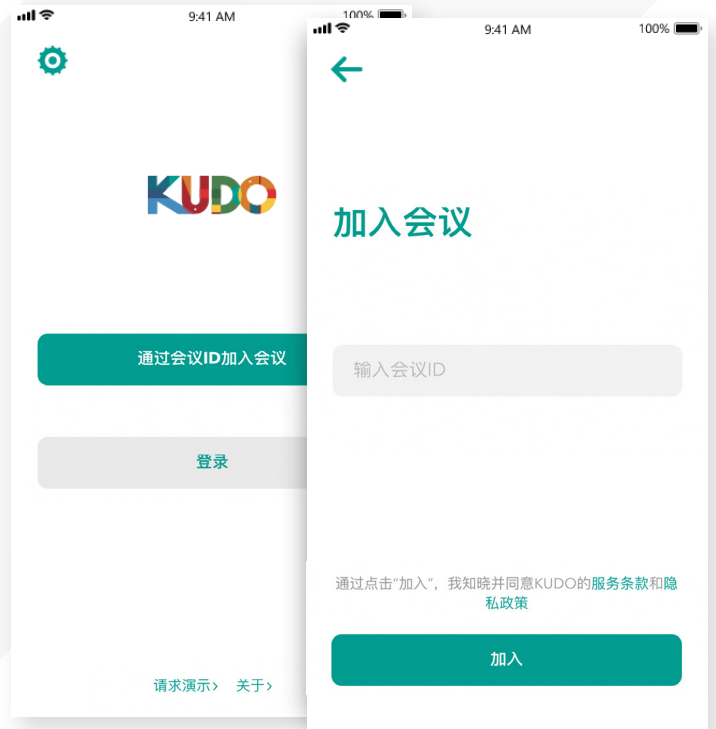 9:41 AM
100%
KUDO
通过会议ID加入会议
登录
请求演示>
关于>
9:41 AM
100%
加入会议
输入会议ID
通过点击“加入”，我知晓并同意KUDO的服务条款和隐
私政策
加入